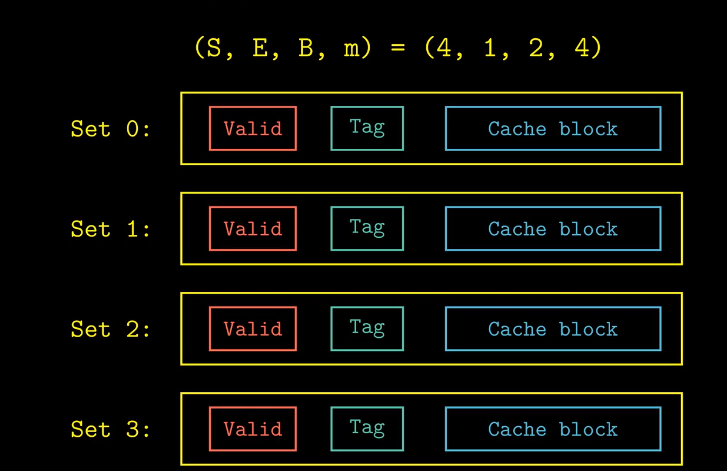 (S, E, B, m) = (4, 1, 2, 4)
Set 0: Valid Tag Cache block
Set 1: Valid Tag Cache block
Set 2: Valid Tag Cache block
Set 3: Valid Tag Cache block